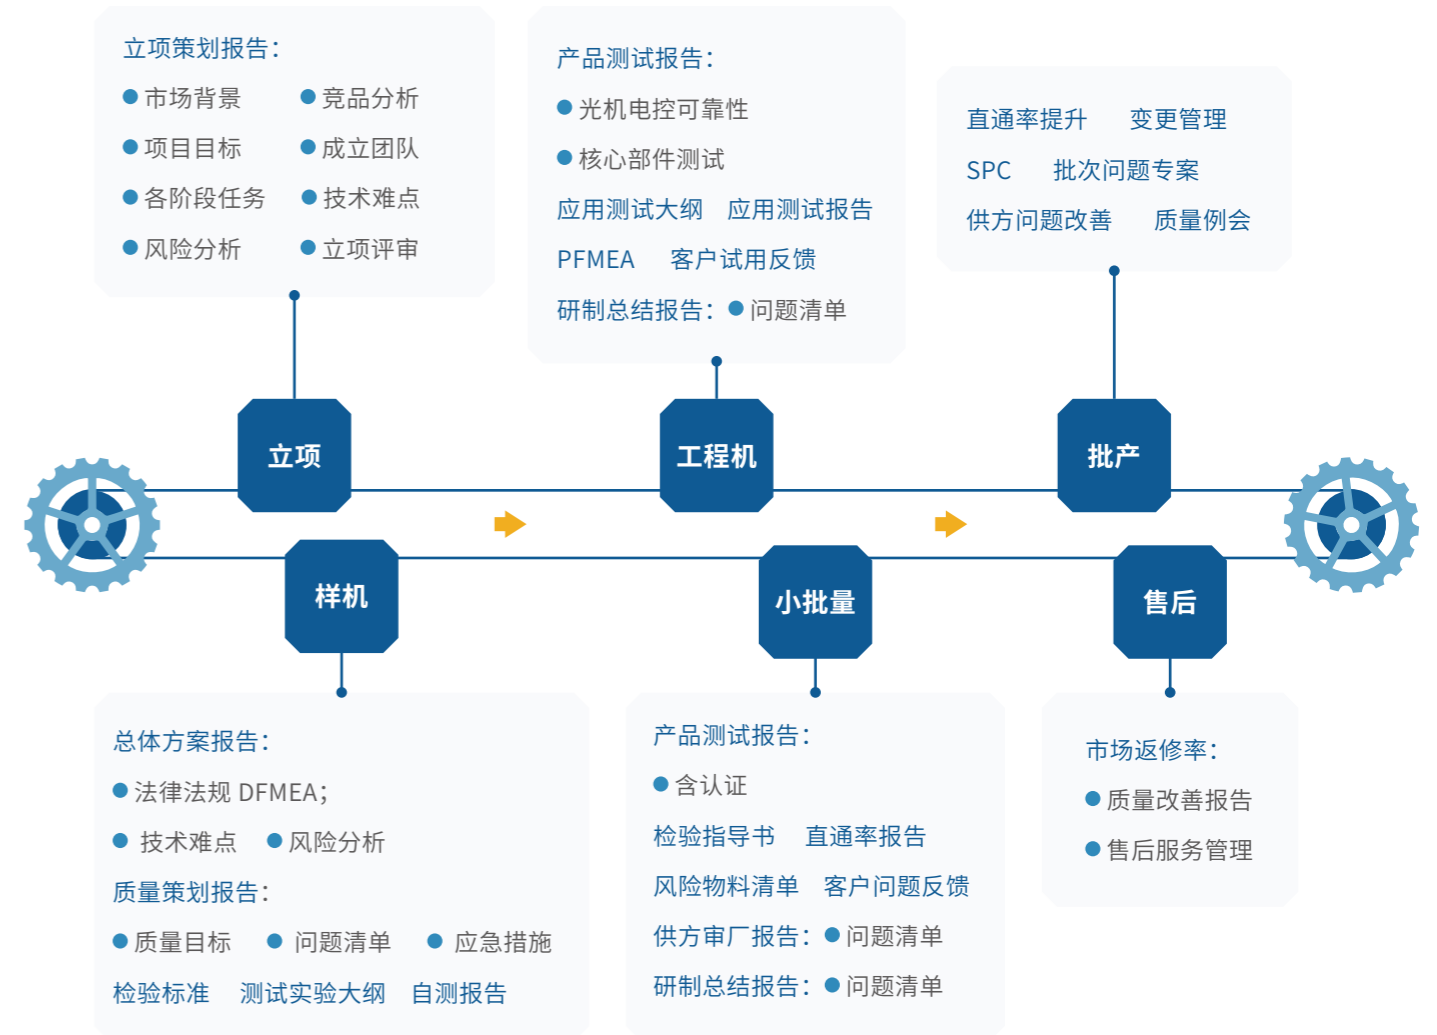 立项策划报告：
市场背景 竞品分析
项目目标 成立团队
各阶段任务 技术难点
风险分析 立项评审
产品测试报告：
光机电控可靠性
核心部件测试
应用测试大纲 应用测试报告
PFMEA 客户试用反馈
研制总结报告： 问题清单
直通率提升 变更管理
SPC 批次问题专案
供方问题改善 质量例会
立项
工程机
批产
样机
小批量
售后
总体方案报告：
法律法规 DFMEA；
技术难点 风险分析
质量策划报告：
质量目标 问题清单 应急措施
检验标准 测试实验大纲 自测报告
产品测试报告：
含认证
检验指导书 直通率报告
风险物料清单 客户问题反馈
供方审厂报告： 问题清单
研制总结报告： 问题清单
市场返修率：
质量改善报告
售后服务管理